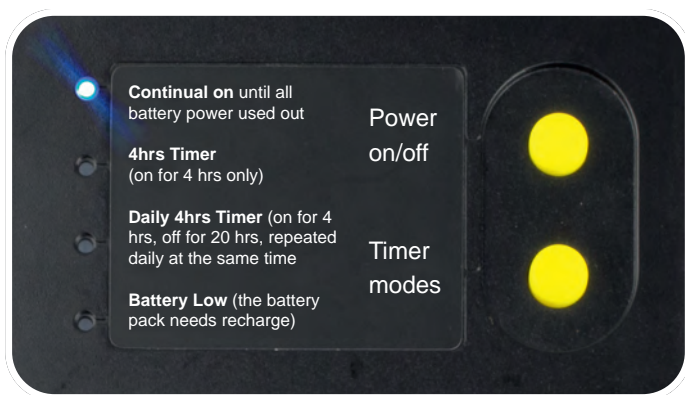 Continual on until all
battery power used out
4hrs Timer
(on for 4 hrs only)
Daily 4hrs Timer (on for 4
hrs, off for 20 hrs, repeated
daily at the same time
Battery Low (the battery
pack needs recharge)
Power
on/off
Timer
modes